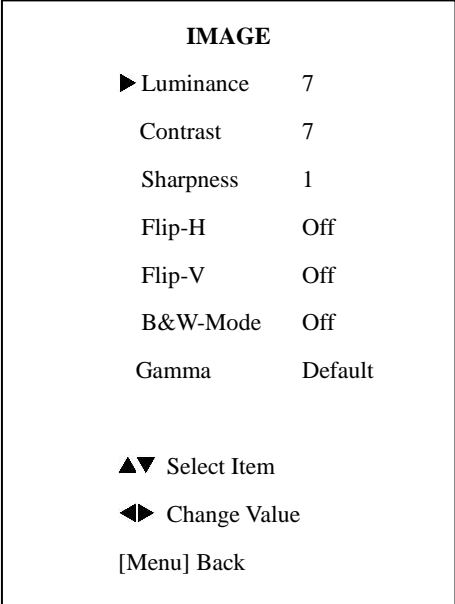 IMAGE
▶ Luminance 7
Contrast 7
Sharpness 1
Flip-H Off
Flip-V Off
B&W-Mode Off
Gamma Default
▲▼ Select Item
◀▶ Change Value
[Menu] Back